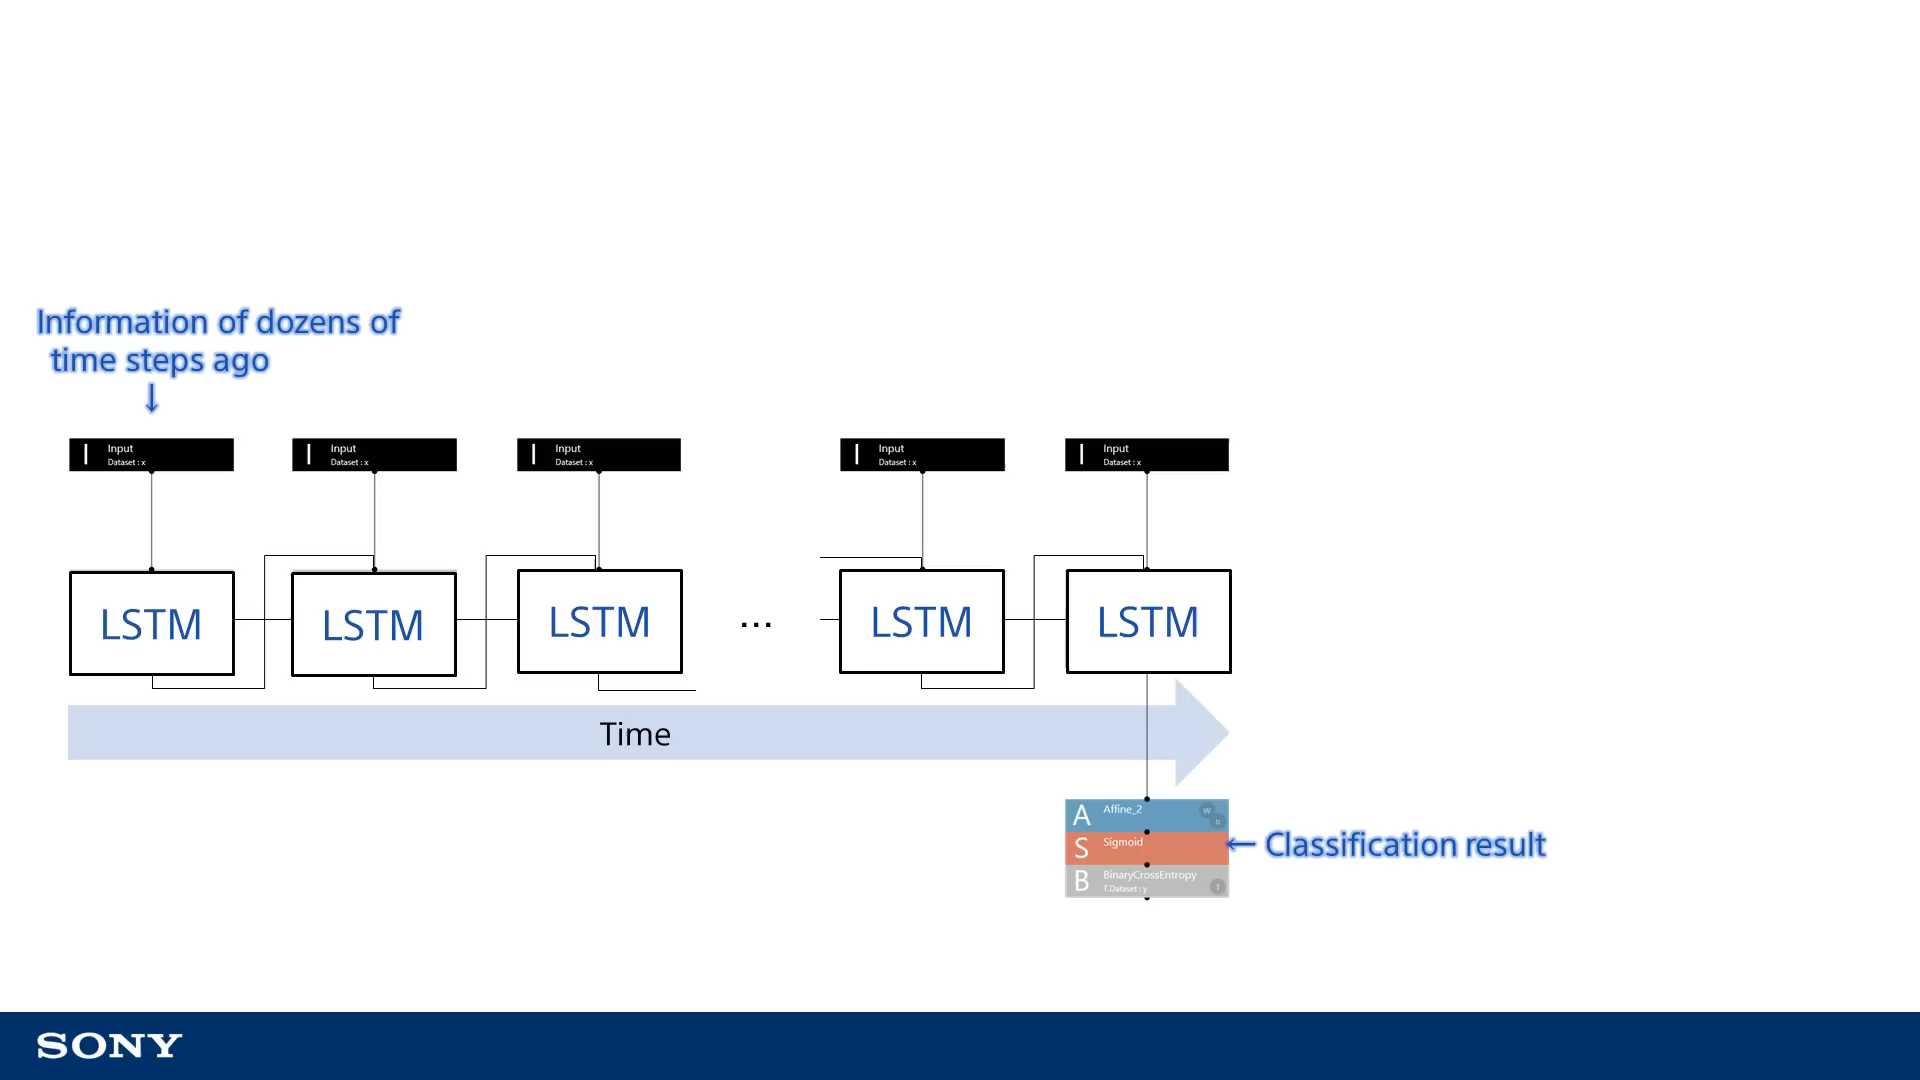 Information of dozens of
time steps ago
↓
Input
Dataset : x
Input
Dataset : x
Input
Dataset : x
Input
Dataset : x
Input
Dataset : x
LSTM
LSTM
LSTM
...
LSTM
LSTM
Time
A Affine_2 W b
S Sigmoid
← Classification result
B BinaryCrossEntropy
T.Dataset : y T
SONY